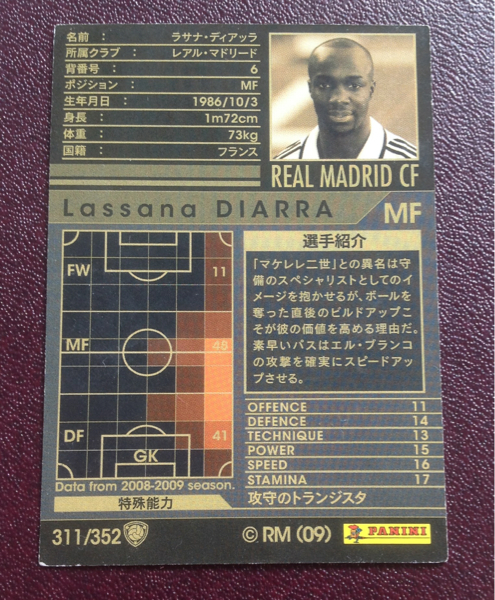 名前 : ラサナ・ディアッラ
所属クラブ : レアル・マドリード
背番号 : 6
ポジション : MF
生年月日 : 1986/10/3
身長 : 1m72cm
体重 : 73kg
国籍 : フランス
REAL MADRID CF
Lassana DIARRA
MF
FW 11
MF 48
DF 41
GK
Data from 2008-2009 season.
特殊能力
選手紹介
「マケレレ二世」との異名は守
備のスペシャリストとしてのイ
メージを抱かせるが、ボールを
奪った直後のビルドアップこ
そが彼の価値を高める理由だ。
素早いパスはエル・ブランコ
の攻撃を確実にスピードアッ
プさせる。
OFFENCE 11
DEFENCE 14
TECHNIQUE 13
POWER 15
SPEED 16
STAMINA 17
攻守のトランジスタ
311/352
© RM (09)
PANINI